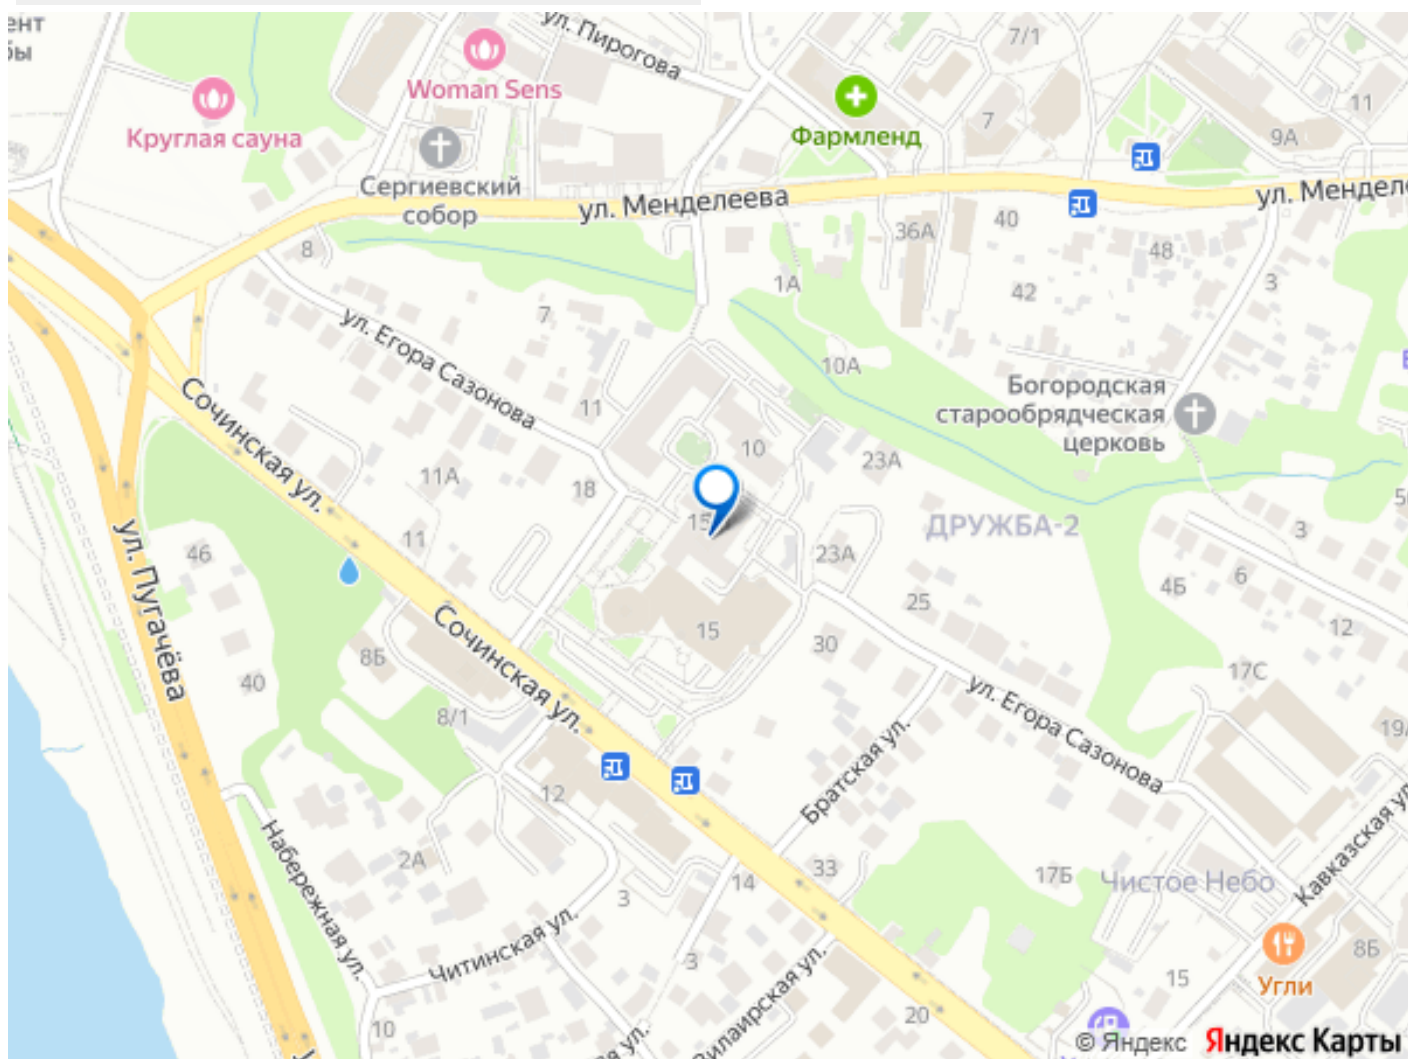 ент
бы
ул. Пирогова
Woman Sens
7/1
Круглая сауна
Фармленд
7
11
9А
Сергиевский
собор
ул. Менделеева
36А
40
48
8
7
1А
42
3
ул. Егора Сазонова
10А
Богородская
старообрядческая
церковь
11
Сочинская ул.
10
23А
11А
18
15
ДРУЖБА-2
3
ул. Пугачёва
46
11
23А
6
4Б
25
12
Сочинская ул.
15
30
8Б
40
17С
8/1
ул. Егора Сазонова
Братская ул.
12
Набережная ул.
2А
33
14
17Б
Чистое Небо
Кавказская ул.
3
Читинская ул.
8Б
3
15
Угли
10
20
© Яндекс Яндекс Карты